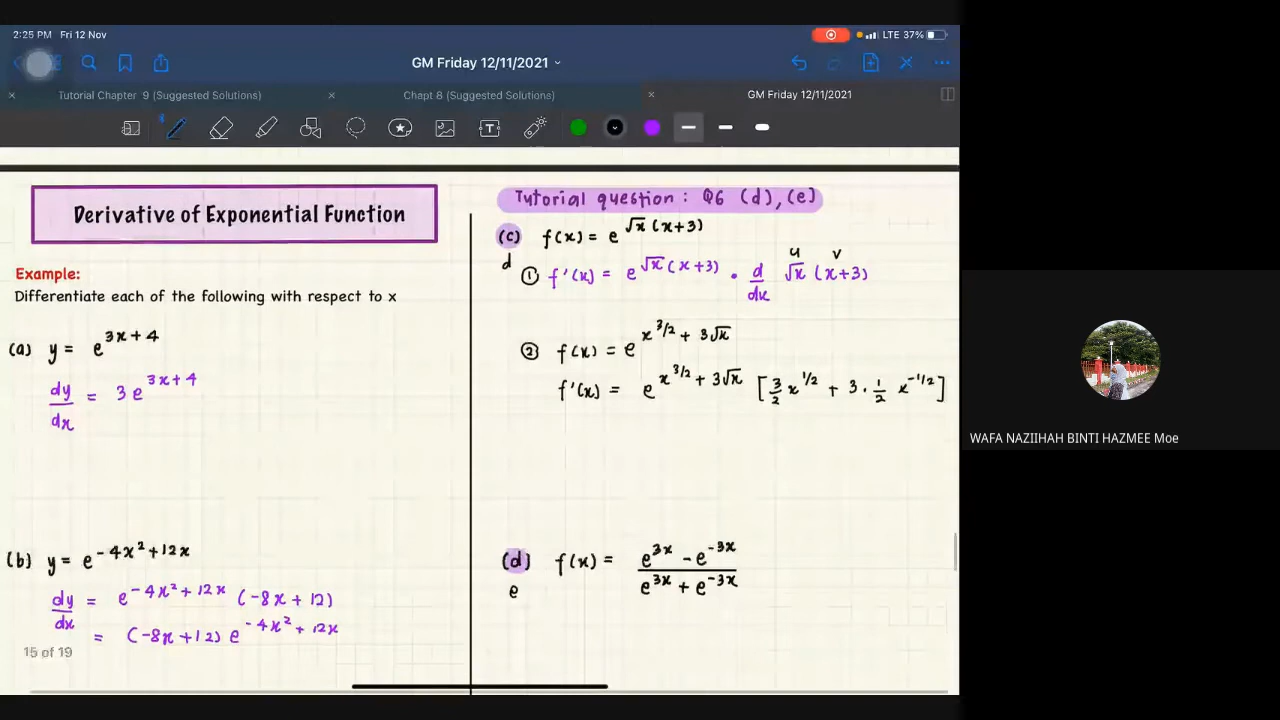 2:25 PM Fri 12 Nov
LTE 37%
GM Friday 12/11/2021
Tutorial Chapter 9 (Suggested Solutions)
Chapt 8 (Suggested Solutions)
GM Friday 12/11/2021
Derivative of Exponential Function
Example:
Differentiate each of the following with respect to x
(a) y = e^{3x+4}
dy/dx = 3e^{3x+4}
(b) y = e^{-4x²+12x}
dy/dx = e^{-4x²+12x} (-8x+12)
= (-8x+12) e^{-4x²+12x}
15 of 19
Tutorial question: Q6 (d), (e)
(c) f(x) = e^{√x(x+3)}
d
u v
① f'(x) = e^{√x(x+3)} · d/dx √x (x+3)
② f(x) = e^{x^{3/2} + 3√x}
f'(x) = e^{x^{3/2} + 3√x} [3/2 x^{1/2} + 3 · 1/2 x^{-1/2}]
(d) f(x) = (e^{3x} - e^{-3x})/(e^{3x} + e^{-3x})
e
WAFA NAZIIHAH BINTI HAZMEE Moe